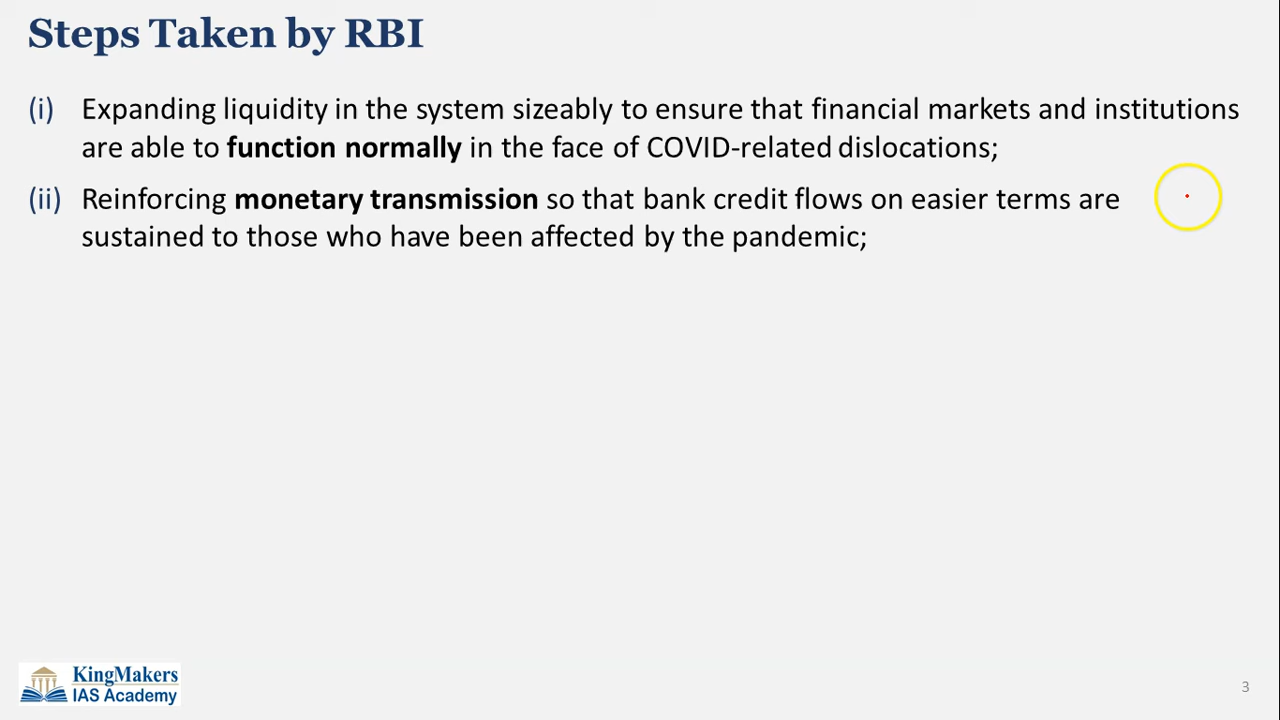 Steps Taken by RBI
(i) Expanding liquidity in the system sizeably to ensure that financial markets and institutions
are able to function normally in the face of COVID-related dislocations;
(ii) Reinforcing monetary transmission so that bank credit flows on easier terms are
sustained to those who have been affected by the pandemic;
KingMakers
IAS Academy
3